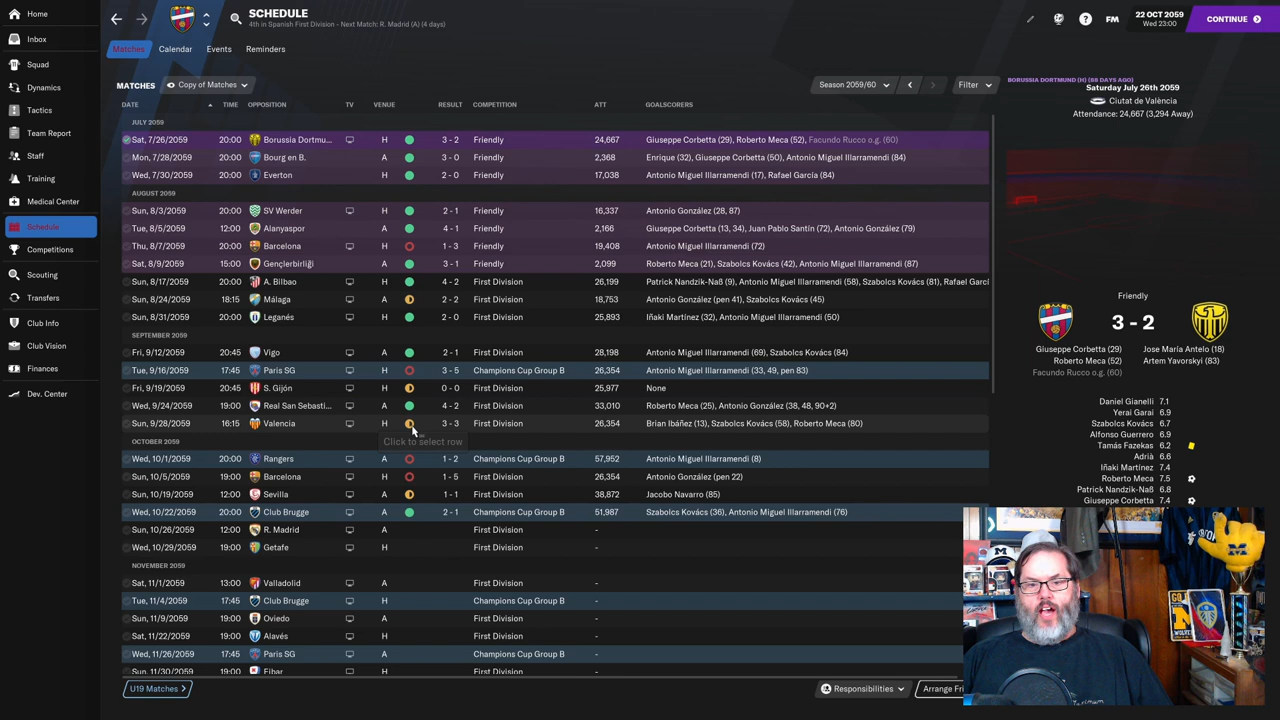 Home
Inbox
Squad
Dynamics
Tactics
Team Report
Staff
Training
Medical Center
Schedule
Competitions
Scouting
Transfers
Club Info
Club Vision
Finances
Dev. Center
SCHEDULE
4th in Spanish First Division - Next Match: R. Madrid (A) (4 days)
FM
22 OCT 2059
Wed 23:00
CONTINUE
Matches Calendar Events Reminders
MATCHES Copy of Matches Season 2059/60 Filter
DATE TIME OPPOSITION TV VENUE RESULT COMPETITION ATT GOALSCORERS
JULY 2059
Sat, 7/26/2059 20:00 Borussia Dortmu... H 3 - 2 Friendly 24,667 Giuseppe Corbetta (29), Roberto Meca (52), Facundo Rucco o.g. (60)
Mon, 7/28/2059 20:00 Bourg en B. A 3 - 0 Friendly 2,368 Enrique (32), Giuseppe Corbetta (50), Antonio Miguel Illarramendi (84)
Wed, 7/30/2059 20:00 Everton H 2 - 0 Friendly 17,038 Antonio Miguel Illarramendi (17), Rafael García (84)
AUGUST 2059
Sun, 8/3/2059 20:00 SV Werder H 2 - 1 Friendly 16,337 Antonio González (28, 87)
Tue, 8/5/2059 12:00 Alanyaspor A 4 - 1 Friendly 2,166 Giuseppe Corbetta (13, 34), Juan Pablo Santín (72), Antonio González (79)
Thu, 8/7/2059 20:00 Barcelona H 1 - 3 Friendly 19,408 Antonio Miguel Illarramendi (72)
Sat, 8/9/2059 15:00 Gençlerbirliği A 3 - 1 Friendly 2,099 Roberto Meca (21), Szabolcs Kovács (42), Antonio Miguel Illarramendi (87)
Sun, 8/17/2059 20:00 A. Bilbao H 4 - 2 First Division 26,199 Patrick Nandzik-Naß (9), Antonio Miguel Illarramendi (58), Szabolcs Kovács (81), Rafael Garcí
Sun, 8/24/2059 18:15 Málaga A 2 - 2 First Division 18,753 Antonio González (pen 41), Szabolcs Kovács (45)
Sun, 8/31/2059 20:00 Leganés H 2 - 0 First Division 25,893 Iñaki Martínez (32), Antonio Miguel Illarramendi (50)
SEPTEMBER 2059
Fri, 9/12/2059 20:45 Vigo A 2 - 1 First Division 28,198 Antonio Miguel Illarramendi (69), Szabolcs Kovács (84)
Tue, 9/16/2059 17:45 Paris SG H 3 - 5 Champions Cup Group B 26,354 Antonio Miguel Illarramendi (33, 49, pen 83)
Fri, 9/19/2059 20:45 S. Gijón H 0 - 0 First Division 25,977 None
Wed, 9/24/2059 19:00 Real San Sebasti... A 4 - 2 First Division 33,010 Roberto Meca (25), Antonio González (38, 48, 90+2)
Sun, 9/28/2059 16:15 Valencia H 3 - 3 First Division 26,354 Brian Ibáñez (13), Szabolcs Kovács (58), Roberto Meca (80)
Click to select row
OCTOBER 2059
Wed, 10/1/2059 20:00 Rangers A 1 - 2 Champions Cup Group B 57,952 Antonio Miguel Illarramendi (8)
Sun, 10/5/2059 19:00 Barcelona H 1 - 5 First Division 26,354 Antonio González (pen 22)
Sun, 10/19/2059 12:00 Sevilla A 1 - 1 First Division 38,872 Jacobo Navarro (85)
Wed, 10/22/2059 20:00 Club Brugge A 2 - 1 Champions Cup Group B 51,987 Szabolcs Kovács (36), Antonio Miguel Illarramendi (76)
Sun, 10/26/2059 12:00 R. Madrid A First Division -
Wed, 10/29/2059 19:00 Getafe H First Division -
NOVEMBER 2059
Sat, 11/1/2059 13:00 Valladolid A First Division -
Tue, 11/4/2059 17:45 Club Brugge H Champions Cup Group B -
Sun, 11/9/2059 19:00 Oviedo A First Division -
Sat, 11/22/2059 19:00 Alavés H First Division -
Wed, 11/26/2059 17:45 Paris SG A Champions Cup Group B -
Sun, 11/30/2059 19:00 Eibar H First Division -
U19 Matches
Responsibilities
Arrange Fri
BORUSSIA DORTMUND (H) (88 DAYS AGO)
Saturday July 26th 2059
Ciutat de València
Attendance: 24,667 (3,294 Away)
Friendly
3 - 2
Giuseppe Corbetta (29) José María Antelo (18)
Roberto Meca (52) Artem Yavorskyi (83)
Facundo Rucco o.g. (60)
Daniel Gianelli 7.1
Yerai Garai 6.9
Szabolcs Kovács 6.7
Alfonso Guerrero 6.9
Tamás Fazekas 6.2
Adrià 6.6
Iñaki Martínez 7.4
Roberto Meca 7.5
Patrick Nandzik-Naß 6.8
Giuseppe Corbetta 7.4